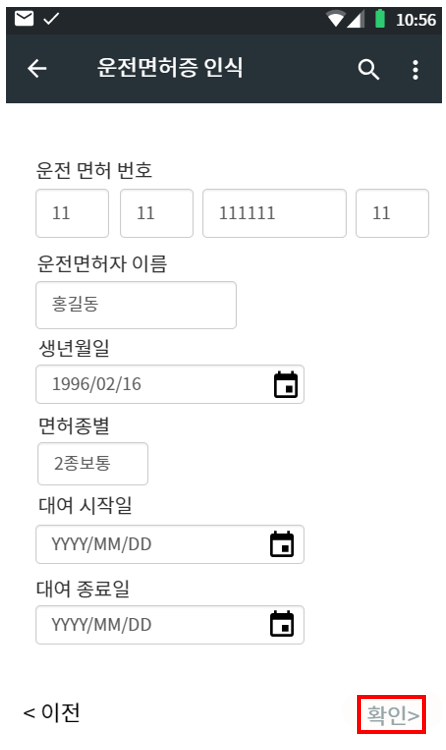 10:56
운전면허증 인식
운전 면허 번호
11 11 111111 11
운전면허자 이름
홍길동
생년월일
1996/02/16
면허종별
2종보통
대여 시작일
YYYY/MM/DD
대여 종료일
YYYY/MM/DD
< 이전 확인>